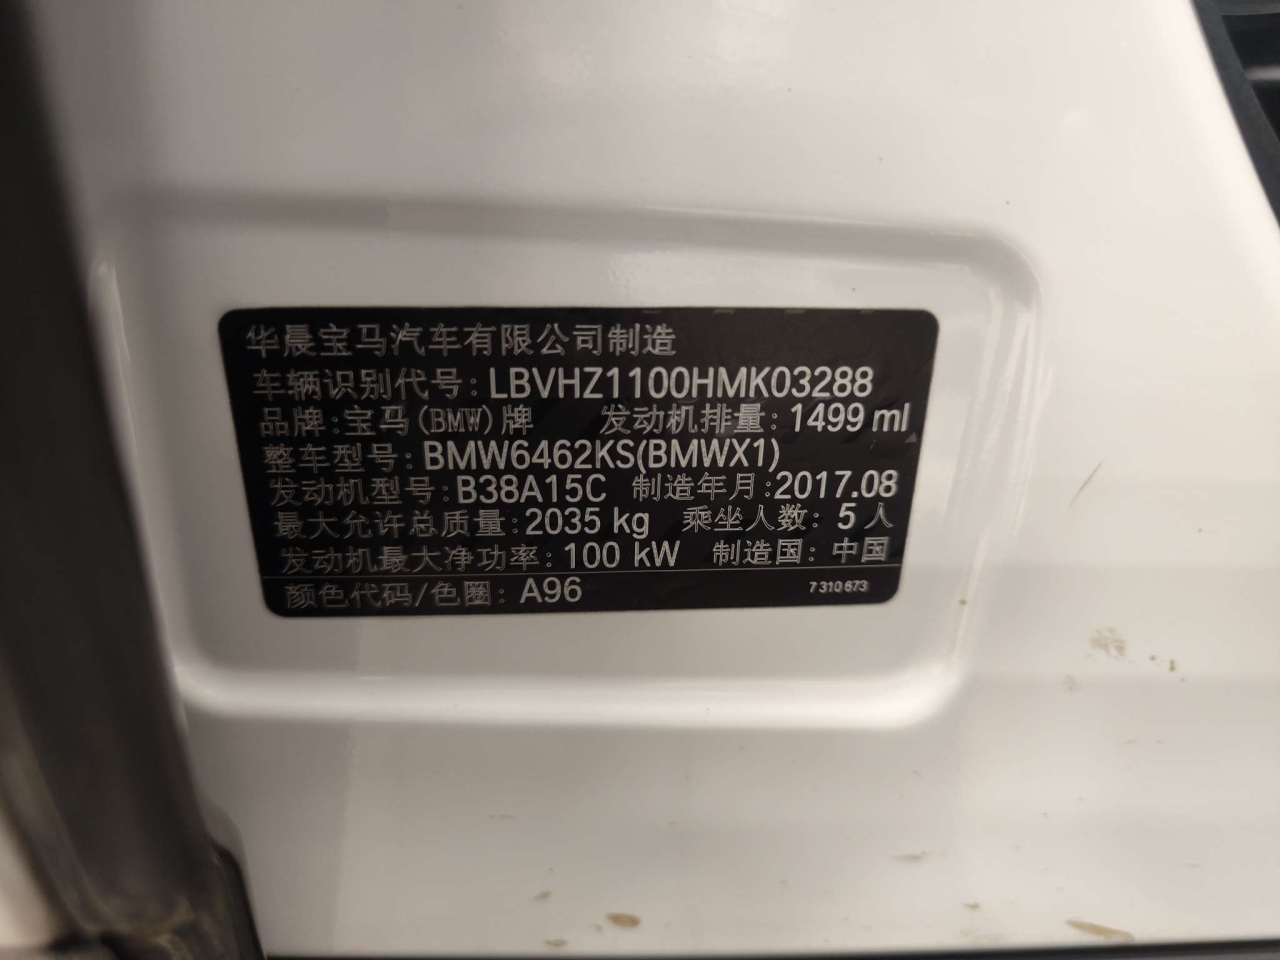 华晨宝马汽车有限公司制造
车辆识别代号: LBVHZ1100HMK03288
品牌: 宝马(BMW)牌 发动机排量: 1499 ml
整车型号: BMW6462KS(BMWX1)
发动机型号: B38A15C 制造年月:2017.08
最大允许总质量: 2035 kg 乘坐人数: 5 人
发动机最大净功率: 100 kW 制造国: 中国
颜色代码/色圈: A96 7 310 673